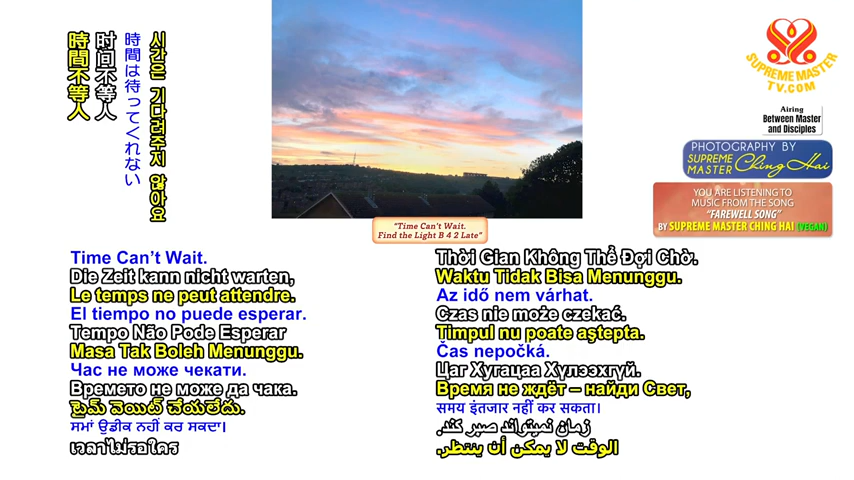 時間不等人
时间不等人
時間は待ってくれない
시간은 기다려주지 않아요
SUPREME MASTER
TV.COM
Airing
Between Master
and Disciples
PHOTOGRAPHY BY
SUPREME
MASTER Ching Hai
YOU ARE LISTENING TO
MUSIC FROM THE SONG
"FAREWELL SONG"
BY SUPREME MASTER CHING HAI (VEGAN)
"Time Can't Wait.
Find the Light B 4 2 Late"
Time Can't Wait.
Die Zeit kann nicht warten,
Le temps ne peut attendre.
El tiempo no puede esperar.
Tempo Não Pode Esperar
Masa Tak Boleh Menunggu.
Час не може чекати.
Времето не може да чака.
టైమ్ వెయిట్ చేయలేదు.
ਸਮਾਂ ਉਡੀਕ ਨਹੀਂ ਕਰ ਸਕਦਾ।
เวลาไม่รอใคร
Thời Gian Không Thể Đợi Chờ.
Waktu Tidak Bisa Menunggu.
Az idő nem várhat.
Czas nie może czekać.
Timpul nu poate aştepta.
Čas nepočká.
Цаг Хугацаа Хүлээхгүй.
Время не ждёт – найди Свет,
समय इंतजार नहीं कर सकता।
زمان نمیتواند صبر کند.
الوقت لا يمكن أن ينتظر.